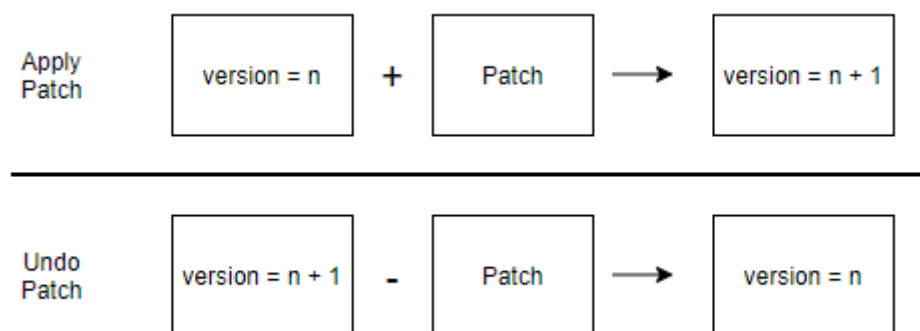 Apply
Patch
version = n
+
Patch
version = n + 1
Undo
Patch
version = n + 1
-
Patch
version = n